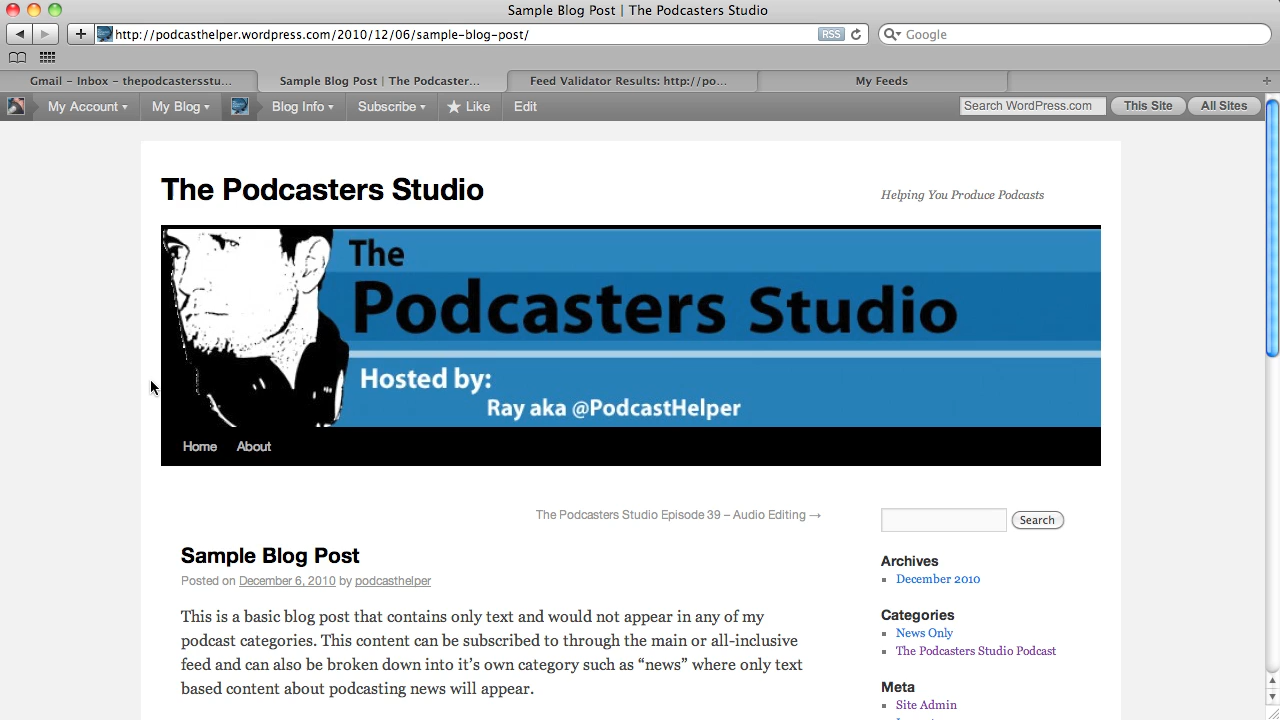 Sample Blog Post | The Podcasters Studio
http://podcasthelper.wordpress.com/2010/12/06/sample-blog-post/
RSS
Google
Gmail – Inbox – thepodcastersstu...
Sample Blog Post | The Podcaster...
Feed Validator Results: http://po...
My Feeds
My Account
My Blog
Blog Info
Subscribe
Like
Edit
Search WordPress.com
This Site
All Sites
The Podcasters Studio
Helping You Produce Podcasts
The
Podcasters Studio
Hosted by:
Ray aka @PodcastHelper
Home
About
The Podcasters Studio Episode 39 – Audio Editing →
Search
Sample Blog Post
Posted on December 6, 2010 by podcasthelper
This is a basic blog post that contains only text and would not appear in any of my
podcast categories. This content can be subscribed to through the main or all-inclusive
feed and can also be broken down into it’s own category such as “news” where only text
based content about podcasting news will appear.
Archives
December 2010
Categories
News Only
The Podcasters Studio Podcast
Meta
Site Admin